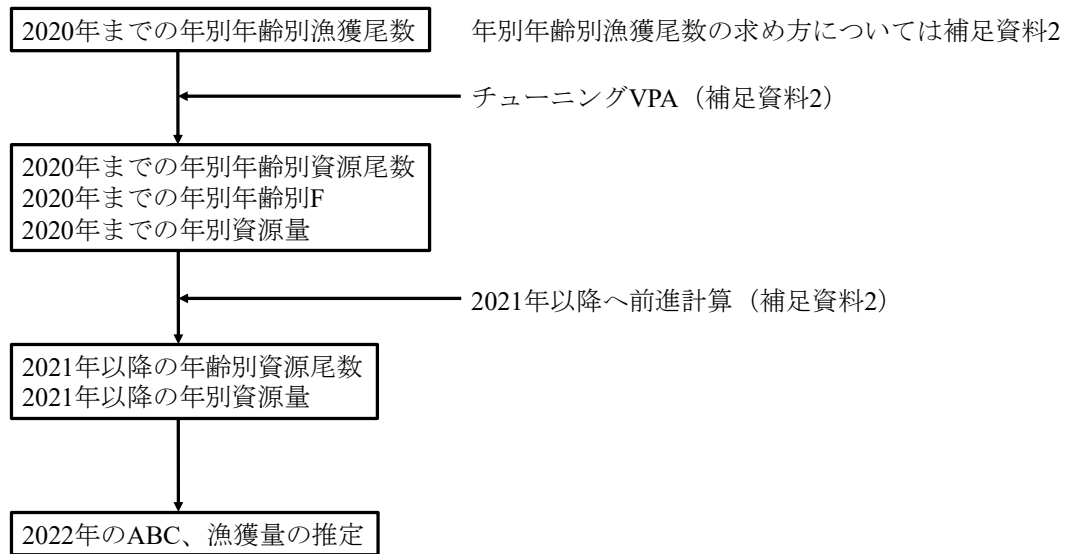 2020年までの年別年齢別漁獲尾数
年別年齢別漁獲尾数の求め方については補足資料2
チューニングVPA（補足資料2）
2020年までの年別年齢別資源尾数
2020年までの年別年齢別F
2020年までの年別資源量
2021年以降へ前進計算（補足資料2）
2021年以降の年齢別資源尾数
2021年以降の年別資源量
2022年のABC、漁獲量の推定